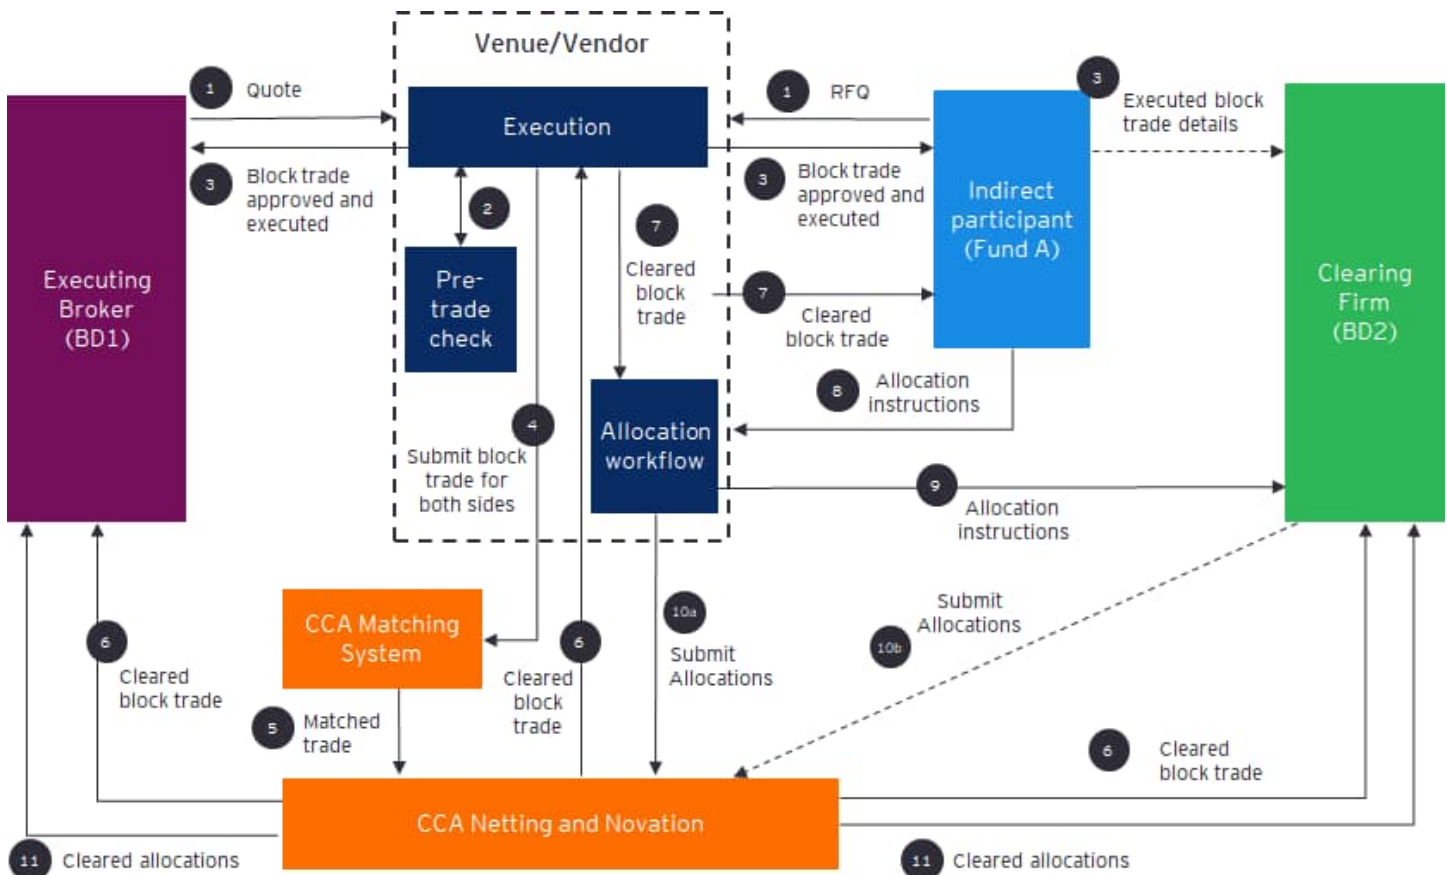 Venue/Vendor
1
Quote
Execution
1
RFQ
3
Executed block
trade details
3
Block trade
approved and
executed
2
7
Cleared
block
trade
3
Block trade
approved and
executed
Indirect
participant
(Fund A)
Executing
Broker
(BD1)
Pre-
trade
check
7
Cleared
block trade
Clearing
Firm
(BD2)
8
Allocation
instructions
4
Submit block
trade for
both sides
Allocation
workflow
9
Allocation
instructions
CCA Matching
System
6
Cleared
block trade
6
Cleared
block
trade
10a
Submit
Allocations
10b
Submit
Allocations
5
Matched
trade
6
Cleared
block trade
CCA Netting and Novation
11
Cleared allocations
11
Cleared allocations